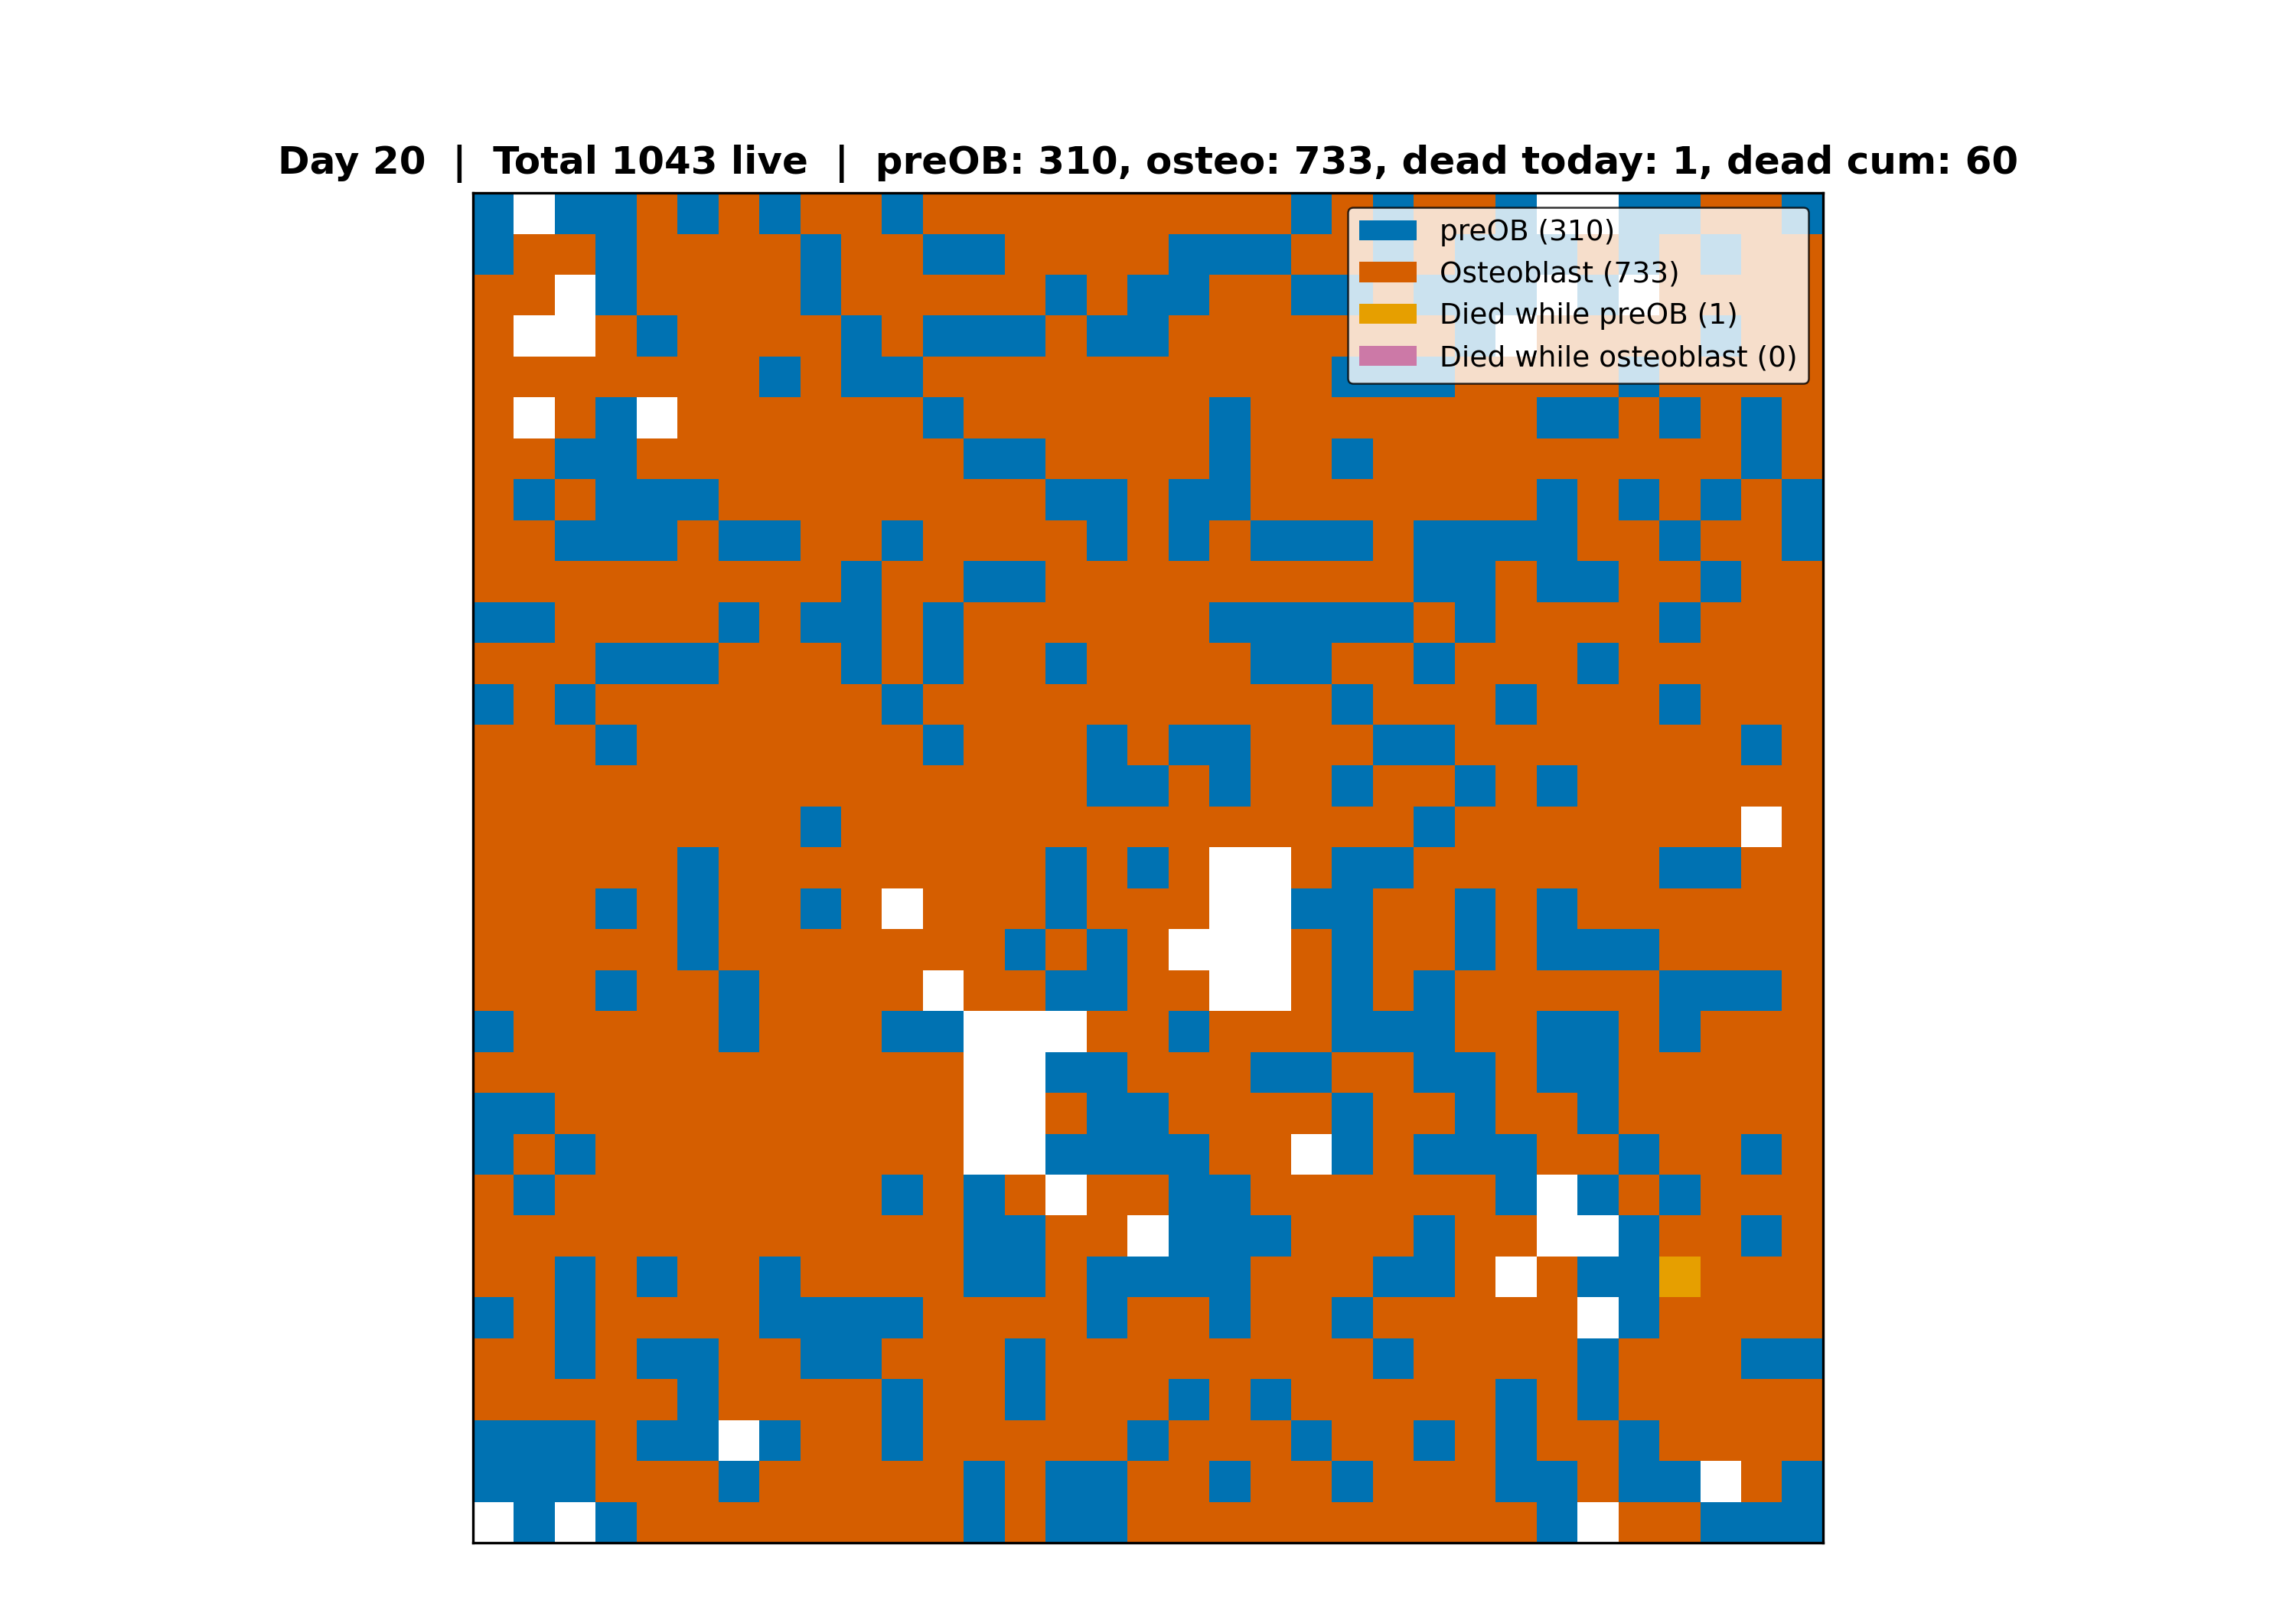 Day 20 | Total 1043 live | preOB: 310, osteo: 733, dead today: 1, dead cum: 60
preOB (310)
Osteoblast (733)
Died while preOB (1)
Died while osteoblast (0)